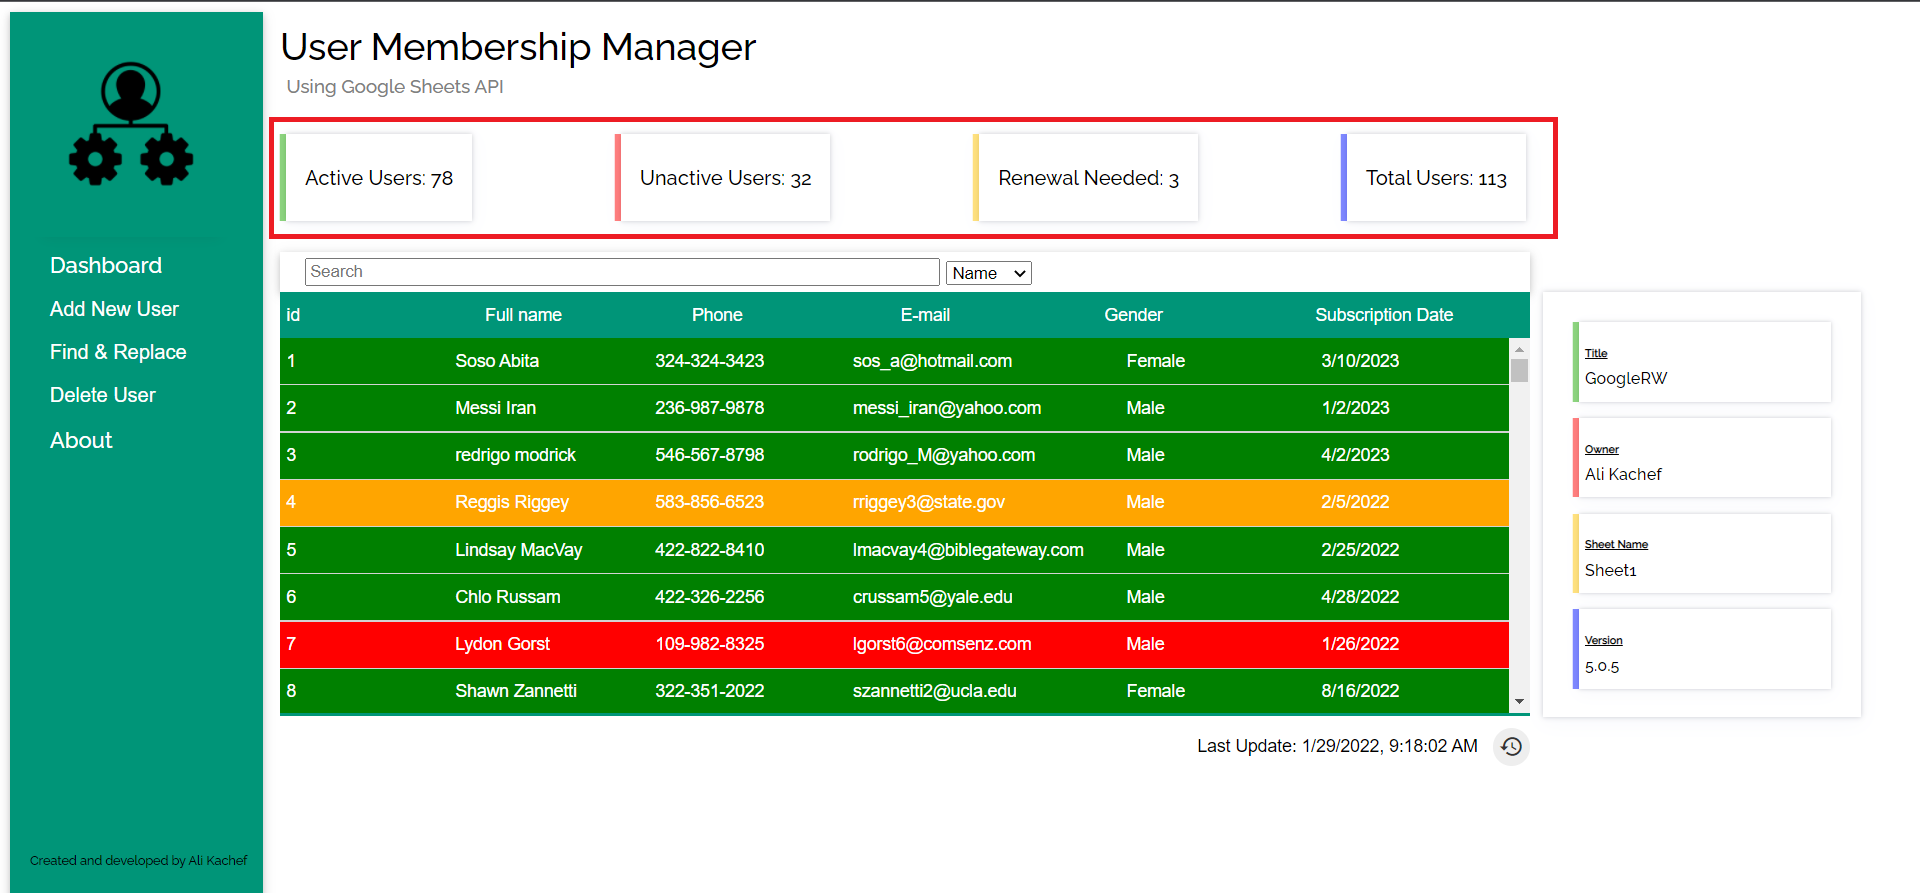 User Membership Manager
Using Google Sheets API
Active Users: 78
Unactive Users: 32
Renewal Needed: 3
Total Users: 113
Dashboard
Add New User
Find & Replace
Delete User
About
Created and developed by Ali Kachef
Search
Name
id Full name Phone E-mail Gender Subscription Date
1 Soso Abita 324-324-3423 sos_a@hotmail.com Female 3/10/2023
2 Messi Iran 236-987-9878 messi_iran@yahoo.com Male 1/2/2023
3 redrigo modrick 546-567-8798 rodrigo_M@yahoo.com Male 4/2/2023
4 Reggis Riggey 583-856-6523 rriggey3@state.gov Male 2/5/2022
5 Lindsay MacVay 422-822-8410 lmacvay4@biblegateway.com Male 2/25/2022
6 Chlo Russam 422-326-2256 crussam5@yale.edu Male 4/28/2022
7 Lydon Gorst 109-982-8325 lgorst6@comsenz.com Male 1/26/2022
8 Shawn Zannetti 322-351-2022 szannetti2@ucla.edu Female 8/16/2022
Last Update: 1/29/2022, 9:18:02 AM
Title
GoogleRW
Owner
Ali Kachef
Sheet Name
Sheet1
Version
5.0.5